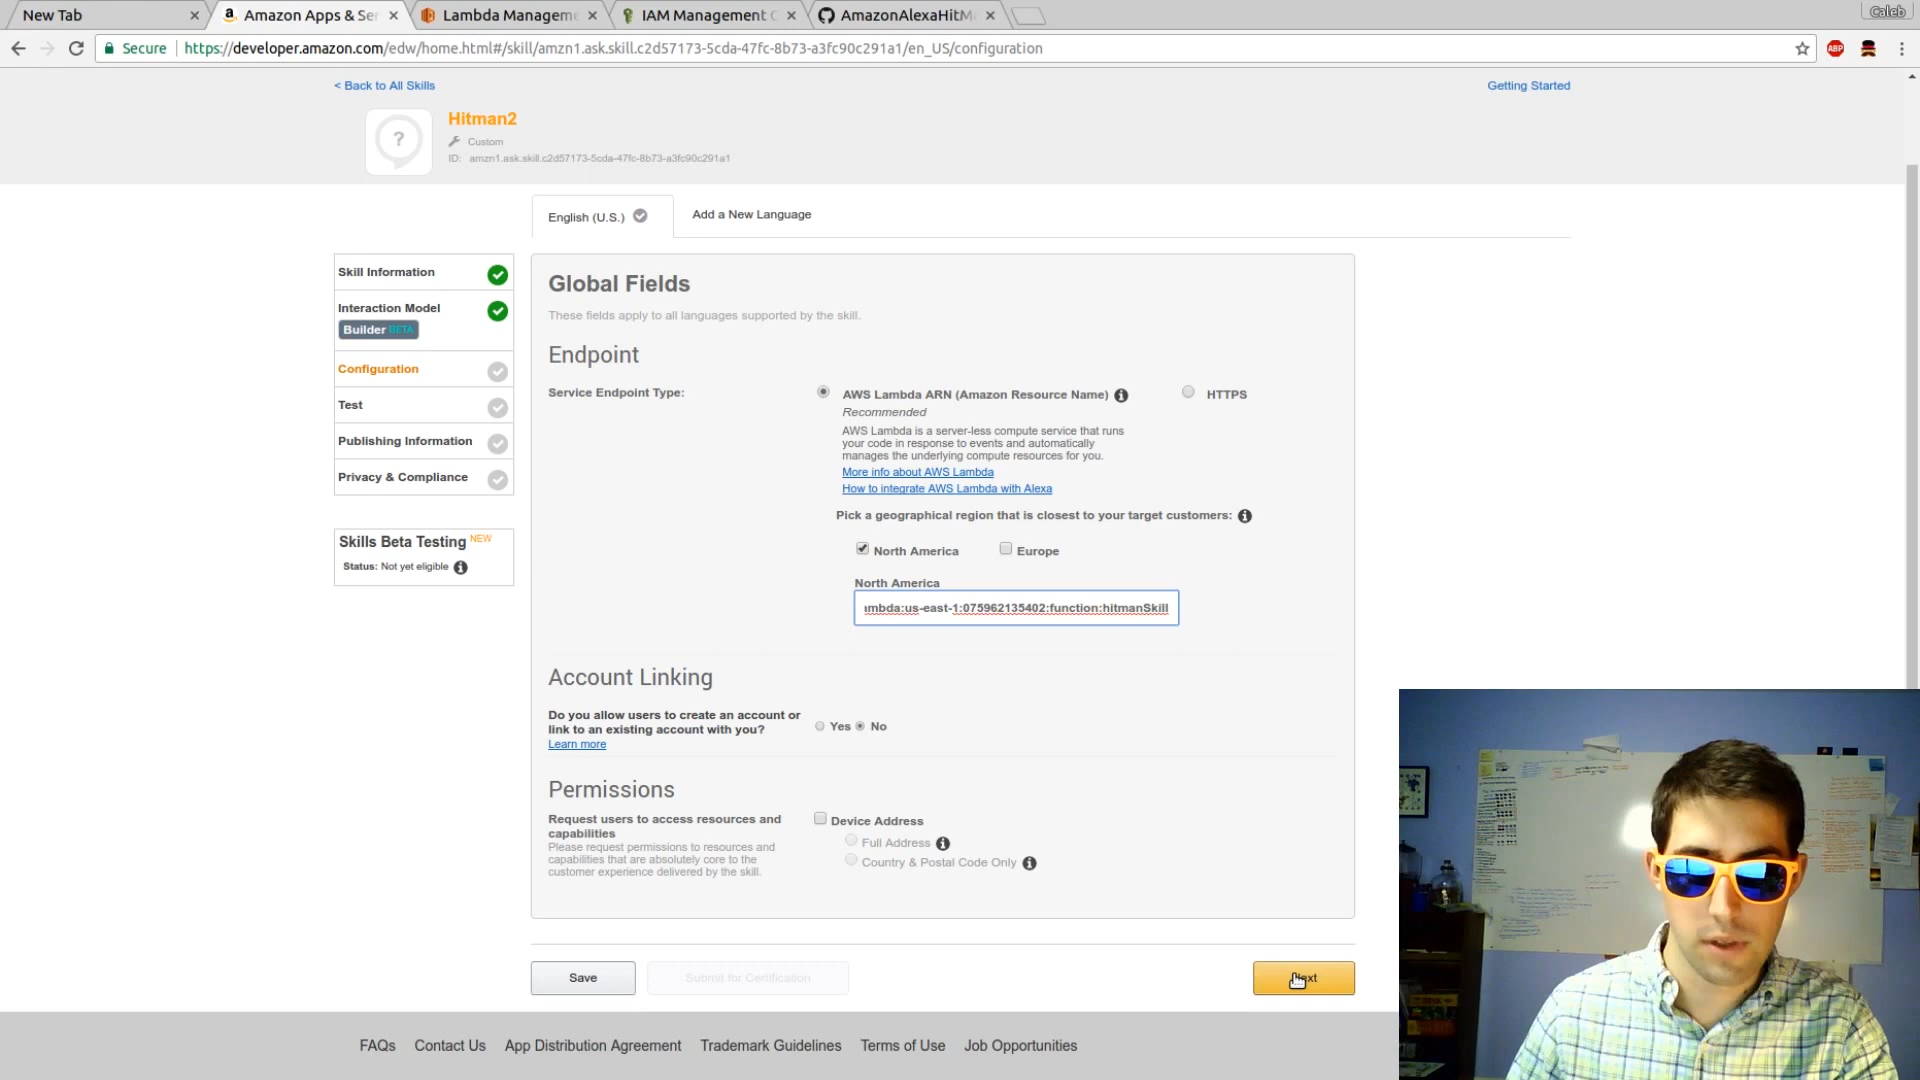 New Tab
Amazon Apps & Se
Lambda Managem
IAM Management C
AmazonAlexaHitM
Caleb
Secure
https://developer.amazon.com/edw/home.html#/skill/amzn1.ask.skill.c2d57173-5cda-47fc-8b73-a3fc90c291a1/en_US/configuration
ABP
< Back to All Skills
Getting Started
?
Hitman2
Custom
ID: amzn1.ask.skill.c2d57173-5cda-47fc-8b73-a3fc90c291a1
English (U.S.)
Add a New Language
Skill Information
Interaction Model
Builder BETA
Configuration
Test
Publishing Information
Privacy & Compliance
Skills Beta Testing NEW
Status: Not yet eligible
Global Fields
These fields apply to all languages supported by the skill.
Endpoint
Service Endpoint Type:
AWS Lambda ARN (Amazon Resource Name)
HTTPS
Recommended
AWS Lambda is a server-less compute service that runs
your code in response to events and automatically
manages the underlying compute resources for you.
More info about AWS Lambda
How to integrate AWS Lambda with Alexa
Pick a geographical region that is closest to your target customers:
North America
Europe
North America
mbda:us-east-1:075962135402:function:hitmanSkill
Account Linking
Do you allow users to create an account or
link to an existing account with you?
Learn more
Yes
No
Permissions
Request users to access resources and
capabilities
Please request permissions to resources and
capabilities that are absolutely core to the
customer experience delivered by the skill.
Device Address
Full Address
Country & Postal Code Only
Save
Submit for Certification
Next
FAQs
Contact Us
App Distribution Agreement
Trademark Guidelines
Terms of Use
Job Opportunities